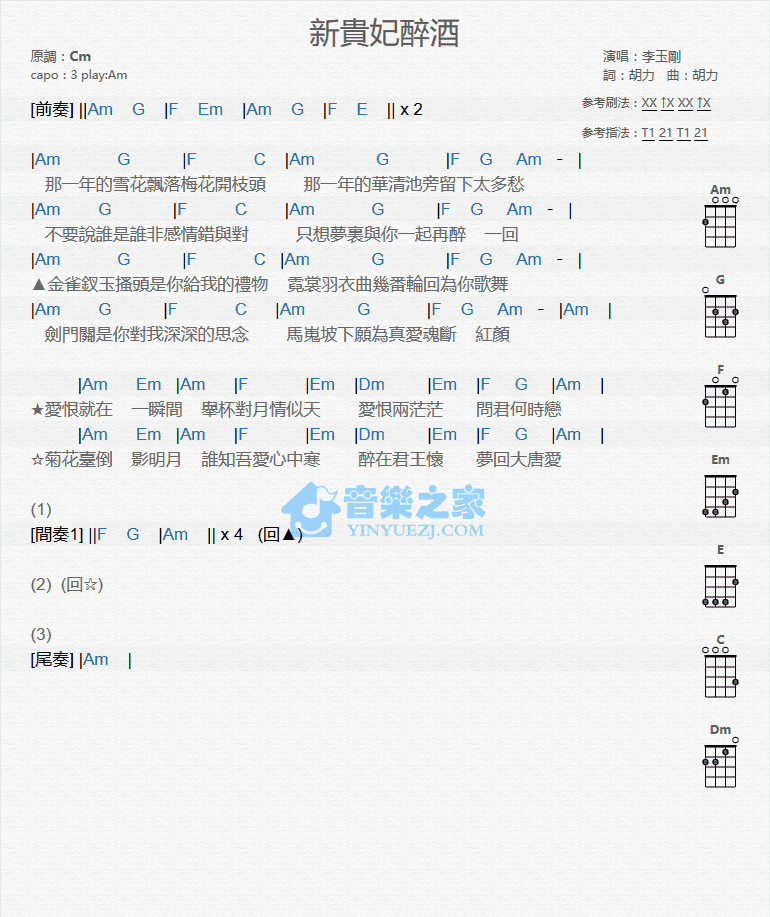 新貴妃醉酒
原調：Cm
capo：3 play:Am
演唱：李玉剛
詞：胡力 曲：胡力
参考刷法：XX ↑X XX ↑X
参考指法：T1 21 T1 21
[前奏] ||Am G |F Em |Am G |F E || x 2
|Am G |F C |Am G |F G Am - |
那一年的雪花飄落梅花開枝頭 那一年的華清池旁留下太多愁
|Am G |F C |Am G |F G Am - |
不要說誰是誰非感情錯與對 只想夢裏與你一起再醉 一回
|Am G |F C |Am G |F G Am - |
▲金雀釵玉搔頭是你給我的禮物 霓裳羽衣曲幾番輪回為你歌舞
|Am G |F C |Am G |F G Am - |Am |
劍門關是你對我深深的思念 馬嵬坡下願為真愛魂斷 紅顏
|Am Em |Am |F |Em |Dm |Em |F G |Am |
★愛恨就在 一瞬間 舉杯對月情似天 愛恨兩茫茫 問君何時戀
|Am Em |Am |F |Em |Dm |Em |F G |Am |
☆菊花臺倒 影明月 誰知吾愛心中寒 醉在君王懷 夢回大唐愛
(1)
[間奏1] ||F G |Am || x 4 (回▲)
(2) (回☆)
(3)
[尾奏] |Am |
Am
G
F
Em
E
C
Dm
音樂之家
YINYUEZJ.COM